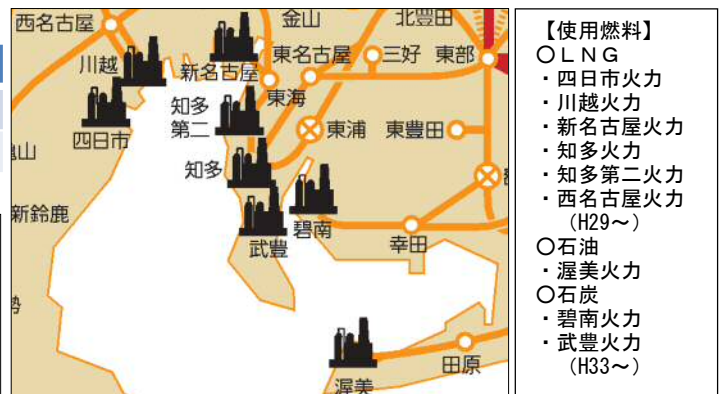 西名古屋
金山
北豊田
川越
新名古屋
東名古屋
三好
東部
東海
知多
第二
四日市
東浦
東豊田
知多
新鈴鹿
碧南
武豊
幸田
田原
渥美
【使用燃料】
○LNG
・四日市火力
・川越火力
・新名古屋火力
・知多火力
・知多第二火力
・西名古屋火力
(H29~)
○石油
・渥美火力
○石炭
・碧南火力
・武豊火力
(H33~)